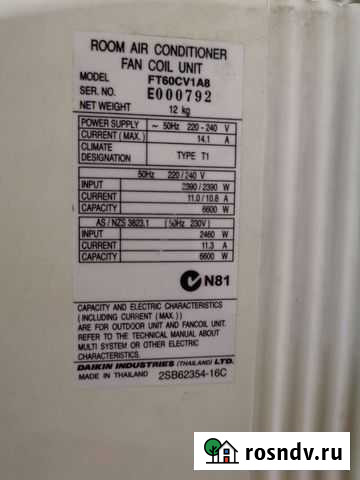 ROOM AIR CONDITIONER
FAN COIL UNIT
MODEL FT60CV1A8
SERI. NO. E000792
NET WEIGHT 12 kg
POWER SUPPLY ~ 50Hz 220 - 240 V
CURRENT ( MAX. ) 14.1 A
CLIMATE DESIGNATION TYPE T1
50Hz 220 / 240 V
INPUT 2390 / 2390 W
CURRENT 11.0 / 10.8 A
CAPACITY 6600 W
AS / NZS 3823.1 ( 50Hz 230V )
INPUT 2460 W
CURRENT 11.3 A
CAPACITY 6600 W
N81
CAPACITY AND ELECTRIC CHARACTERISTICS
( INCLUDING CURRENT ( MAX. ) )
ARE FOR OUTDOOR UNIT AND FANCOIL UNIT.
REFER TO THE TECHNICAL MANUAL ABOUT
MULTI SYSTEM OR OTHER ELECTRIC
CHARACTERISTICS.
DAIKIN INDUSTRIES (THAILAND) LTD.
MADE IN THAILAND 2SB62354-16C
rosndv.ru